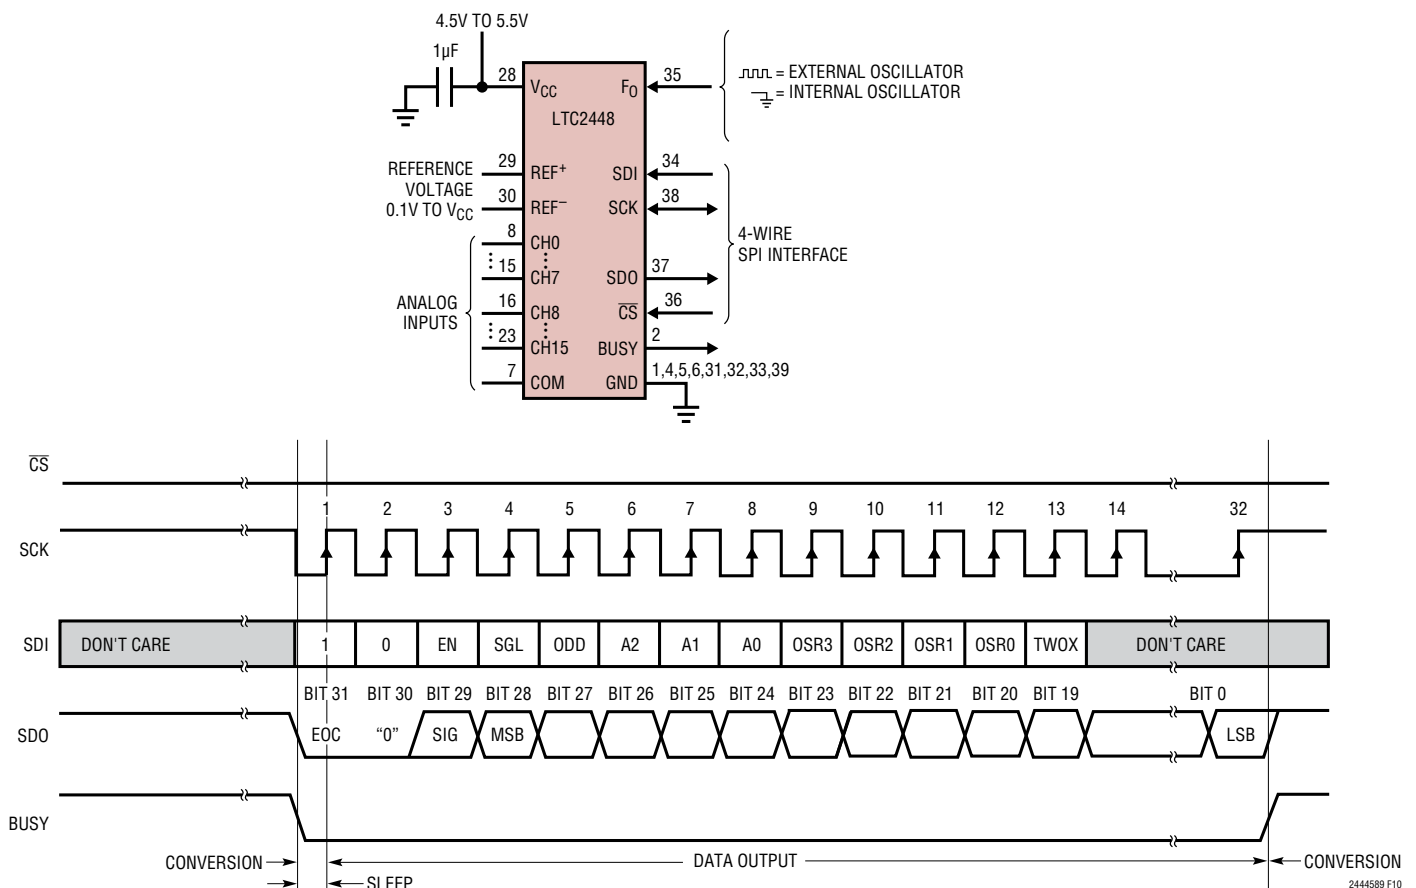 4.5V TO 5.5V
1µF
28
VCC
FO
35
= EXTERNAL OSCILLATOR
= INTERNAL OSCILLATOR
LTC2448
REFERENCE
VOLTAGE
0.1V TO VCC
29
REF+
SDI
34
30
REF–
SCK
38
4-WIRE
SPI INTERFACE
8
CH0
15
CH7
SDO
37
ANALOG
INPUTS
16
CH8
CS
36
23
CH15
BUSY
2
7
COM
GND
1,4,5,6,31,32,33,39
CS
1 2 3 4 5 6 7 8 9 10 11 12 13 14 32
SCK
SDI DON'T CARE 1 0 EN SGL ODD A2 A1 A0 OSR3 OSR2 OSR1 OSR0 TWOX DON'T CARE
BIT 31 BIT 30 BIT 29 BIT 28 BIT 27 BIT 26 BIT 25 BIT 24 BIT 23 BIT 22 BIT 21 BIT 20 BIT 19 BIT 0
SDO EOC “0” SIG MSB LSB
BUSY
CONVERSION DATA OUTPUT CONVERSION
SLEEP
2444589 F10